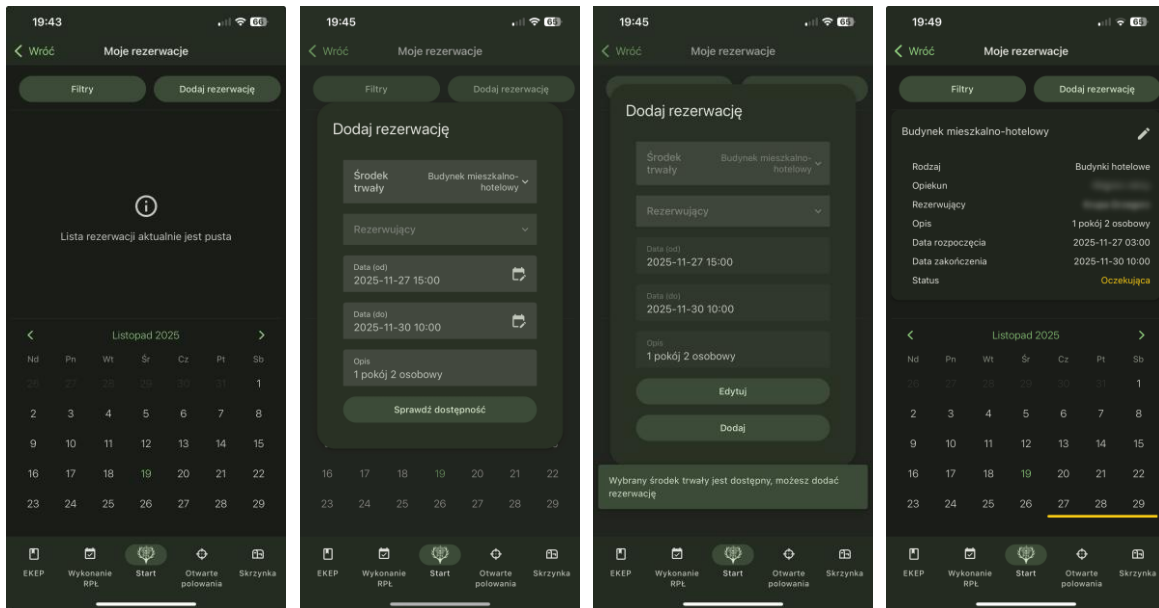 19:43
66
Wróć
Moje rezerwacje
Filtry
Dodaj rezerwację
Lista rezerwacji aktualnie jest pusta
Listopad 2025
Nd Pn Wt Śr Cz Pt Sb
26 27 28 29 30 31 1
2 3 4 5 6 7 8
9 10 11 12 13 14 15
16 17 18 19 20 21 22
23 24 25 26 27 28 29
EKEP
Wykonanie
RPŁ
Start
Otwarte
polowania
Skrzynka
19:45
65
Wróć
Moje rezerwacje
Filtry
Dodaj rezerwację
Dodaj rezerwację
Środek
trwały
Budynek mieszkalno-
hotelowy
Rezerwujący
Data (od)
2025-11-27 15:00
Data (do)
2025-11-30 10:00
Opis
1 pokój 2 osobowy
Sprawdź dostępność
16 17 18 19 20 21 22
23 24 25 26 27 28 29
EKEP
Wykonanie
RPŁ
Start
Otwarte
polowania
Skrzynka
19:45
65
Wróć
Moje rezerwacje
Dodaj rezerwację
Środek
trwały
Budynek mieszkalno-
hotelowy
Rezerwujący
Data (od)
2025-11-27 15:00
Data (do)
2025-11-30 10:00
Opis
1 pokój 2 osobowy
Edytuj
Dodaj
Wybrany środek trwały jest dostępny, możesz dodać
rezerwację
EKEP
Wykonanie
RPŁ
Start
Otwarte
polowania
Skrzynka
19:49
65
Wróć
Moje rezerwacje
Filtry
Dodaj rezerwację
Budynek mieszkalno-hotelowy
Rodzaj Budynki hotelowe
Opiekun
Rezerwujący
Opis 1 pokój 2 osobowy
Data rozpoczęcia 2025-11-27 03:00
Data zakończenia 2025-11-30 10:00
Status Oczekująca
Listopad 2025
Nd Pn Wt Śr Cz Pt Sb
26 27 28 29 30 31 1
2 3 4 5 6 7 8
9 10 11 12 13 14 15
16 17 18 19 20 21 22
23 24 25 26 27 28 29
EKEP
Wykonanie
RPŁ
Start
Otwarte
polowania
Skrzynka